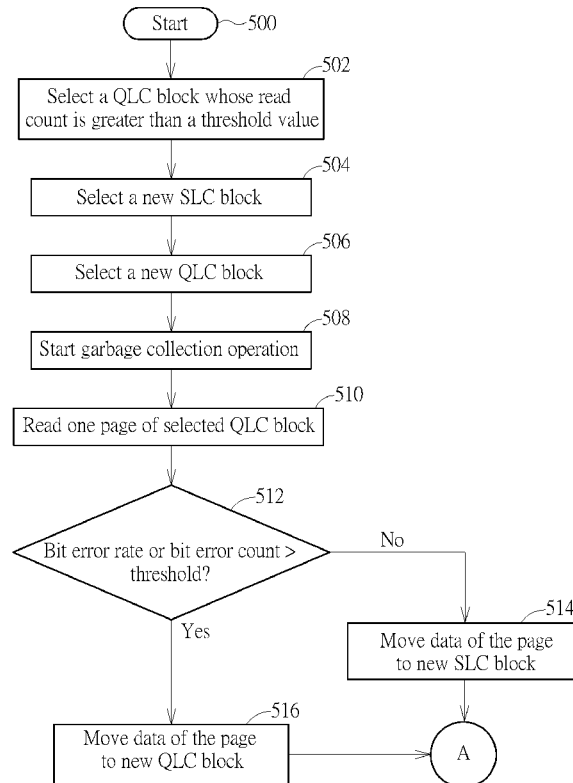 Start
500
502
Select a QLC block whose read
count is greater than a threshold value
504
Select a new SLC block
506
Select a new QLC block
508
Start garbage collection operation
510
Read one page of selected QLC block
512
Bit error rate or bit error count >
threshold?
No
Yes
514
Move data of the page
to new SLC block
516
Move data of the page
to new QLC block
A